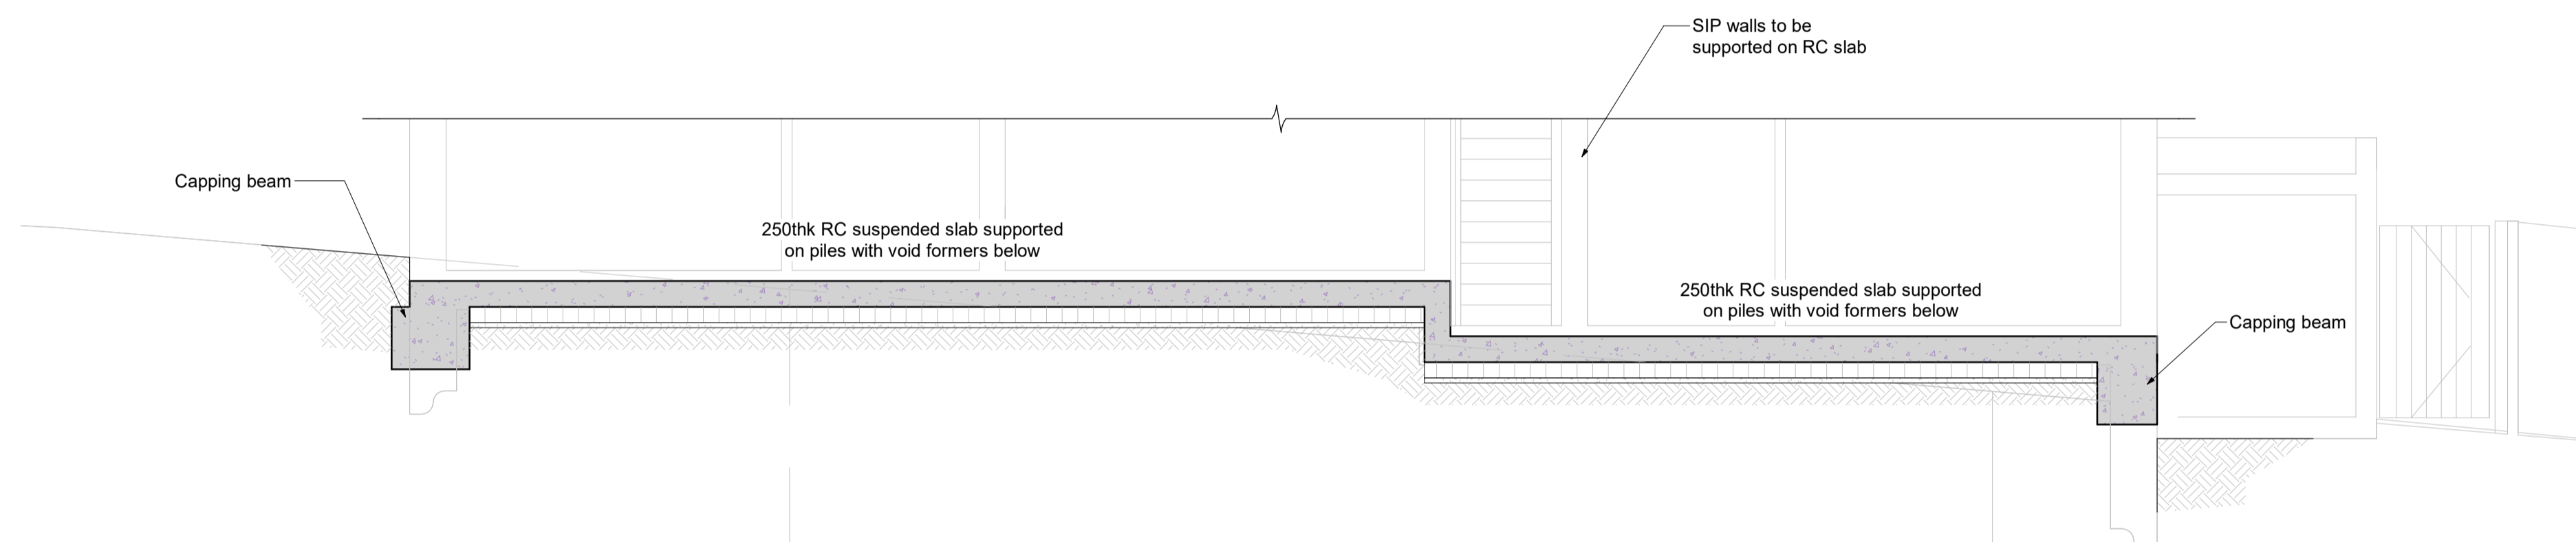 SIP walls to be
supported on RC slab
Capping beam
250thk RC suspended slab supported
on piles with void formers below
250thk RC suspended slab supported
on piles with void formers below
Capping beam